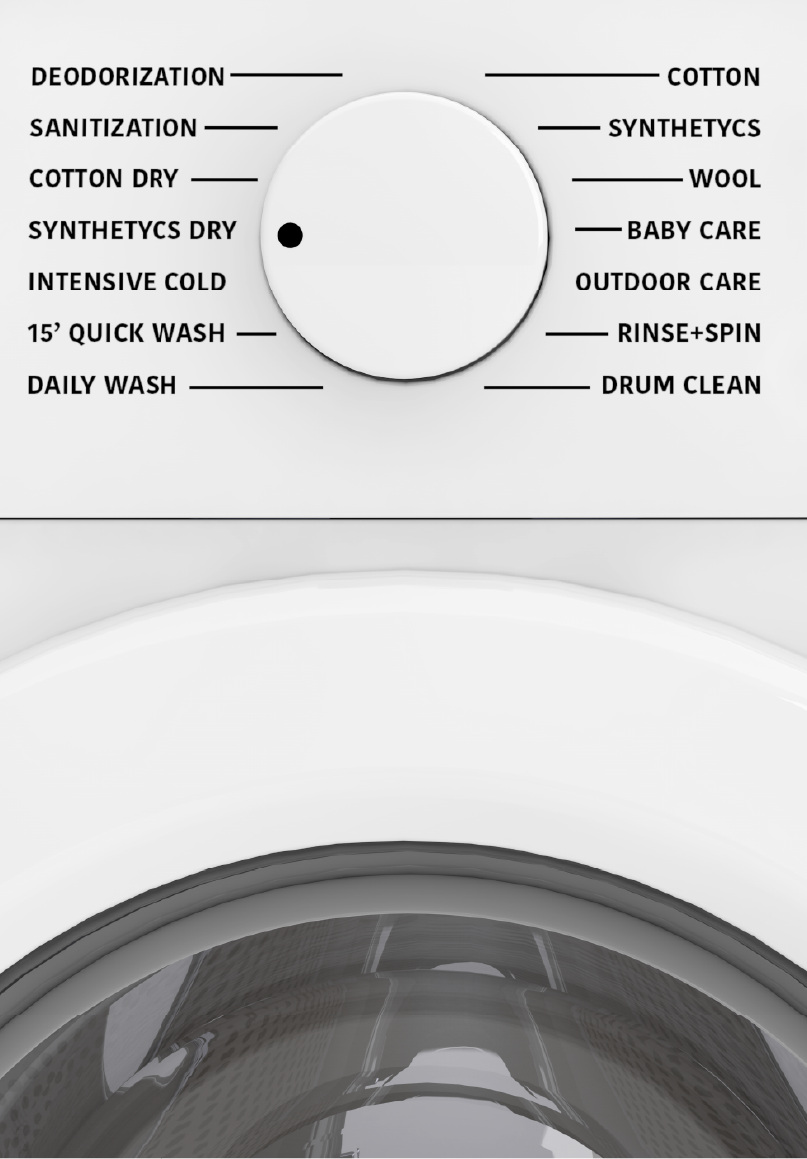 DEODORIZATION
SANITIZATION
COTTON DRY
SYNTHETYCS DRY
INTENSIVE COLD
15’ QUICK WASH
DAILY WASH
COTTON
SYNTHETYCS
WOOL
BABY CARE
OUTDOOR CARE
RINSE+SPIN
DRUM CLEAN